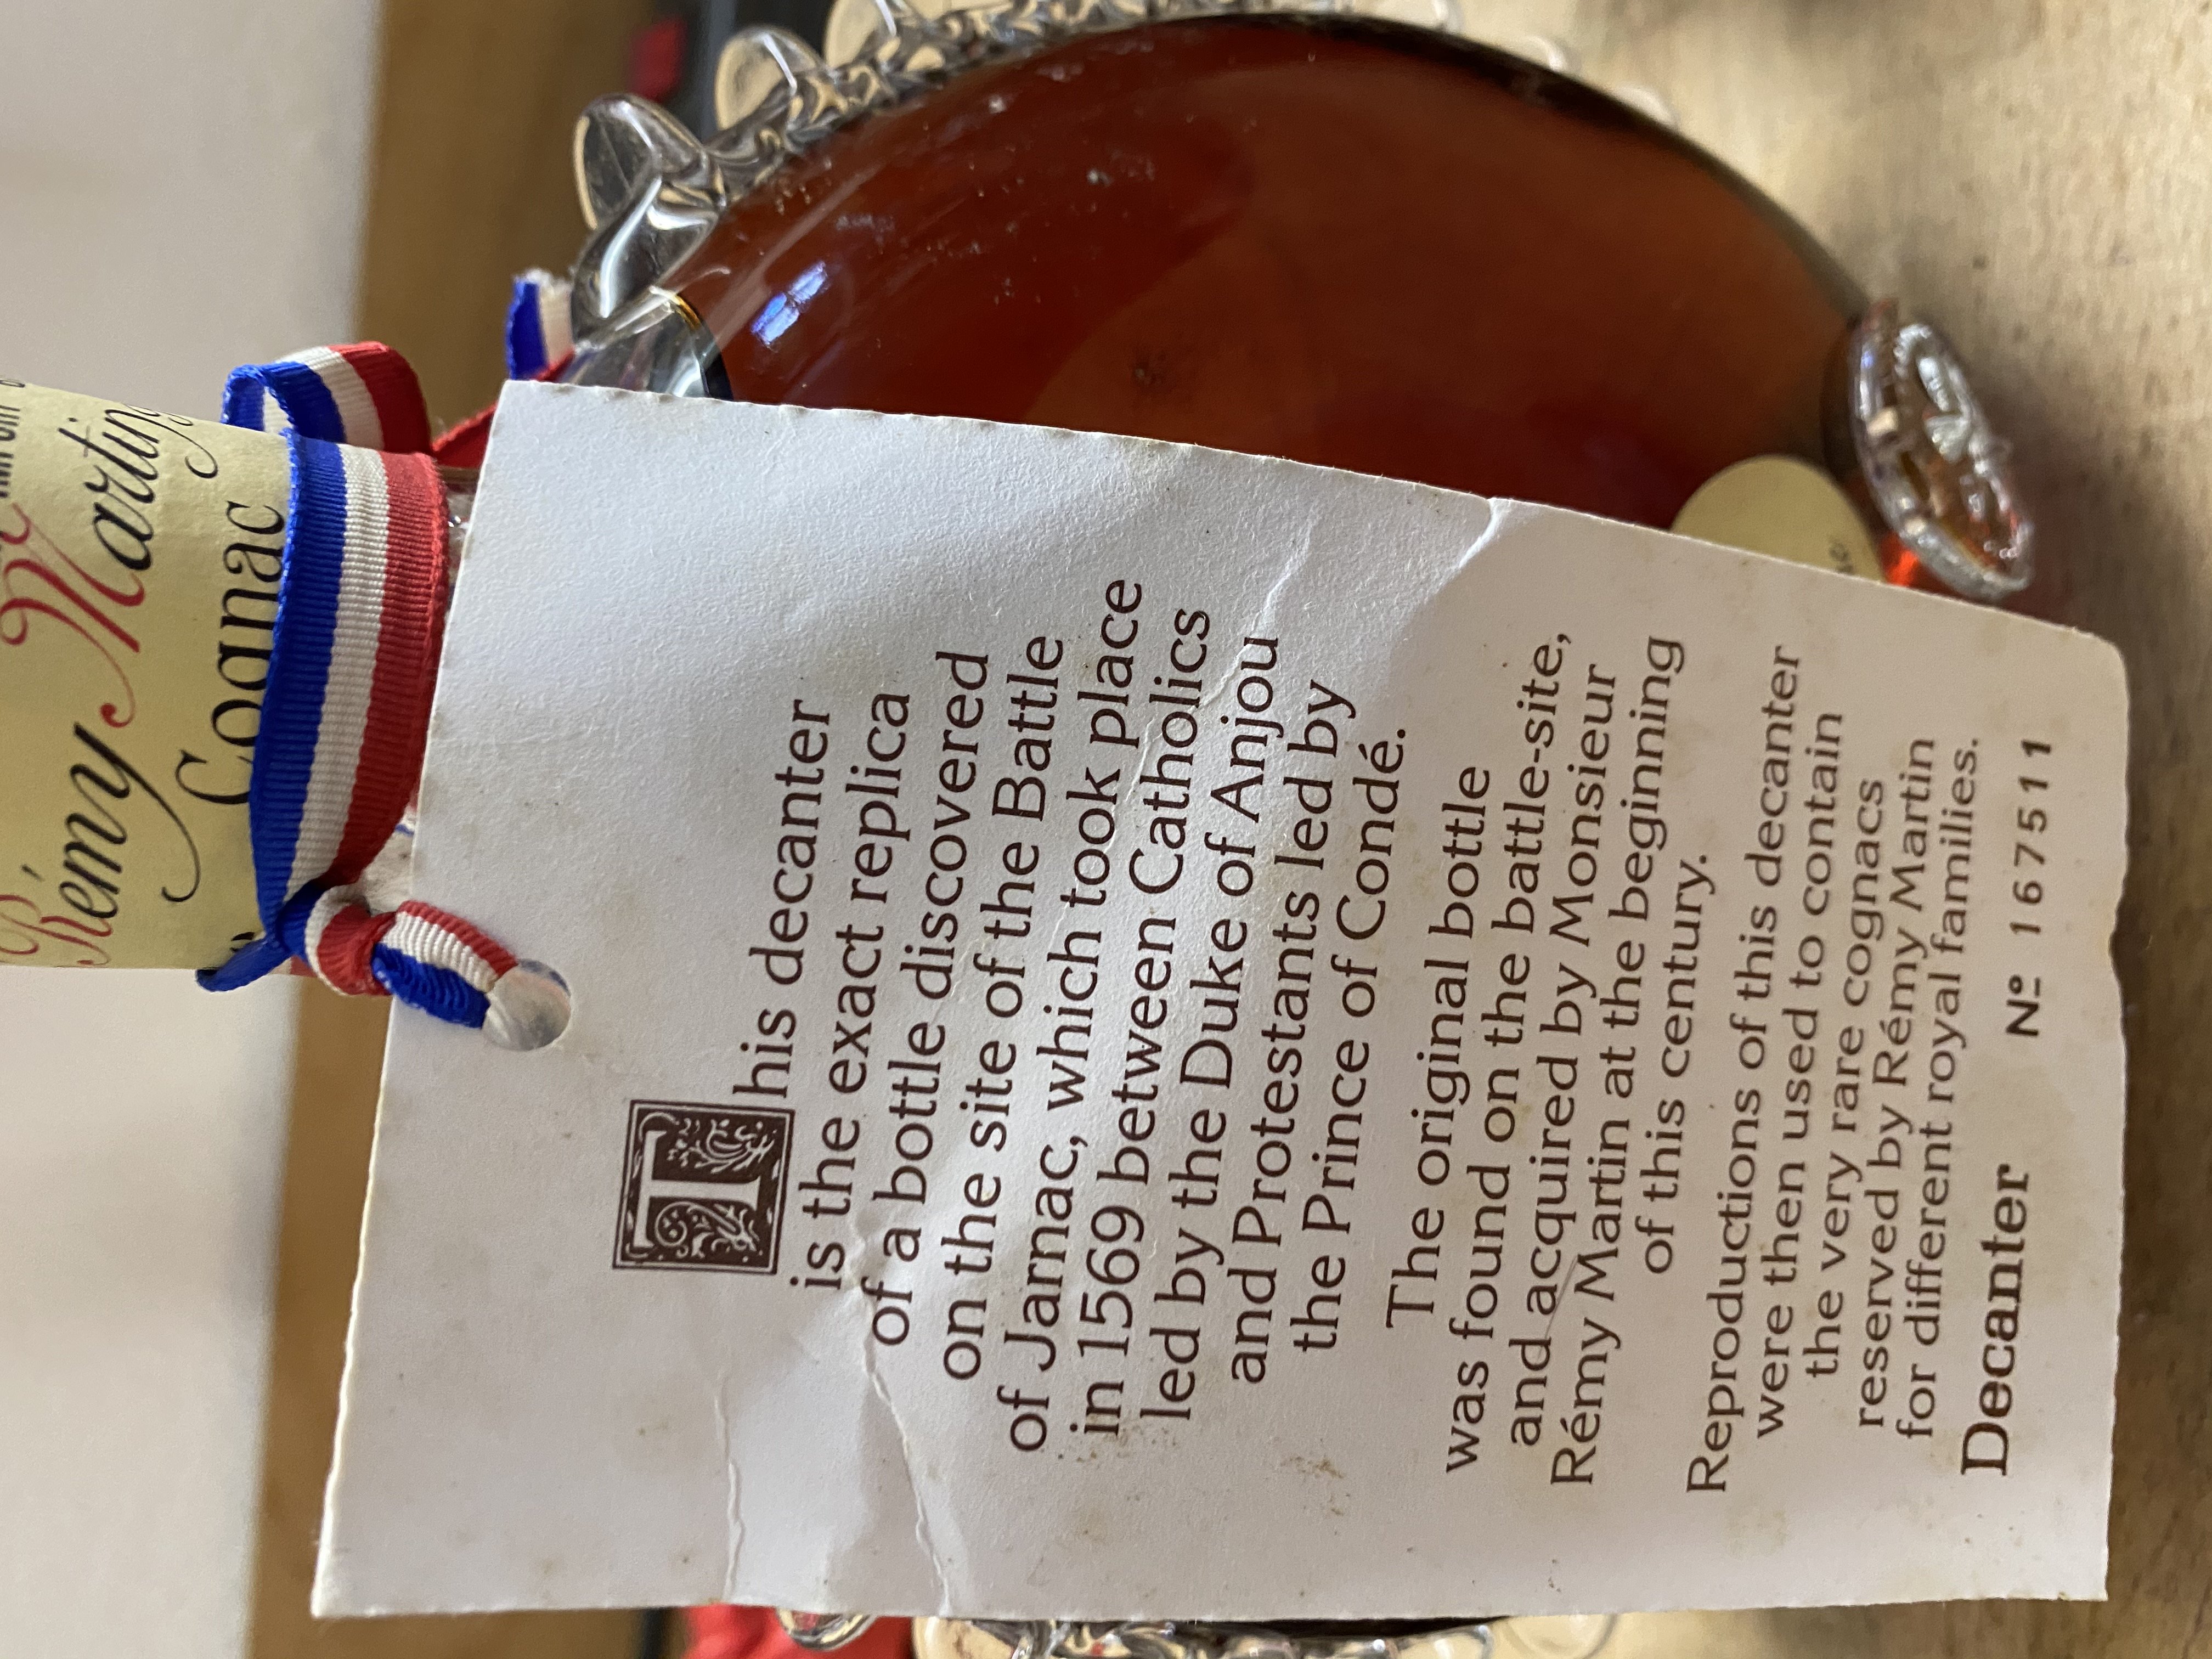 Rémy Martin
Cognac
This decanter
is the exact replica
of a bottle discovered
on the site of the Battle
of Jarnac, which took place
in 1569 between Catholics
led by the Duke of Anjou
and Protestants led by
the Prince of Condé.
The original bottle
was found on the battle-site,
and acquired by Monsieur
Rémy Martin at the beginning
of this century.
Reproductions of this decanter
were then used to contain
the very rare cognacs
reserved by Rémy Martin
for different royal families.
Decanter Nº 167511